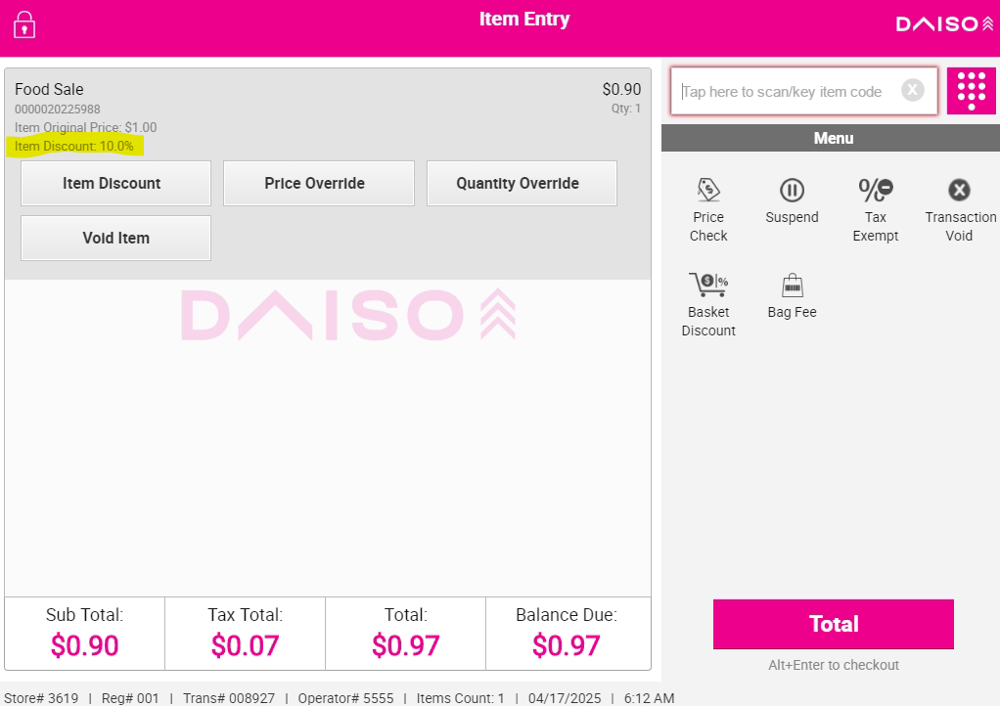 Item Entry
DAISO
Food Sale $0.90
0000020225988 Qty: 1
Item Original Price: $1.00
Item Discount: 10.0%
Item Discount Price Override Quantity Override
Void Item
DAISO
Sub Total: Tax Total: Total: Balance Due:
$0.90 $0.07 $0.97 $0.97
Tap here to scan/key item code X
Menu
Price Check
Suspend
Tax Exempt
Transaction Void
Basket Discount
Bag Fee
Total
Alt+Enter to checkout
Store# 3619 | Reg# 001 | Trans# 008927 | Operator# 5555 | Items Count: 1 | 04/17/2025 | 6:12 AM